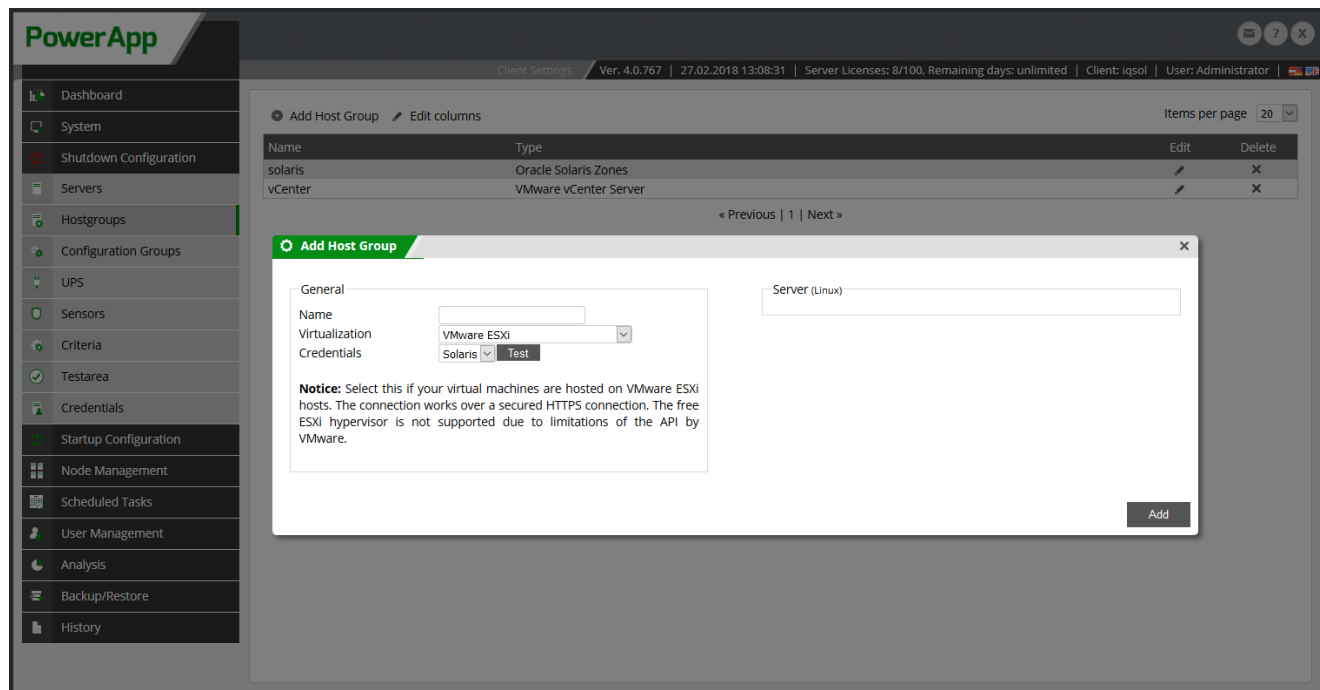 PowerApp
Client Settings Ver. 4.0.767 | 27.02.2018 13:08:31 | Server Licenses: 8/100, Remaining days: unlimited | Client: iqsol | User: Administrator |
Dashboard
System
Shutdown Configuration
Servers
Hostgroups
Configuration Groups
UPS
Sensors
Criteria
Testarea
Credentials
Startup Configuration
Node Management
Scheduled Tasks
User Management
Analysis
Backup/Restore
History
Add Host Group Edit columns Items per page 20
Name Type Edit Delete
solaris Oracle Solaris Zones
vCenter VMware vCenter Server
« Previous | 1 | Next »
Add Host Group
General
Name
Virtualization VMware ESXi
Credentials Solaris Test
Notice: Select this if your virtual machines are hosted on VMware ESXi
hosts. The connection works over a secured HTTPS connection. The free
ESXi hypervisor is not supported due to limitations of the API by
VMware.
Server (Linux)
Add